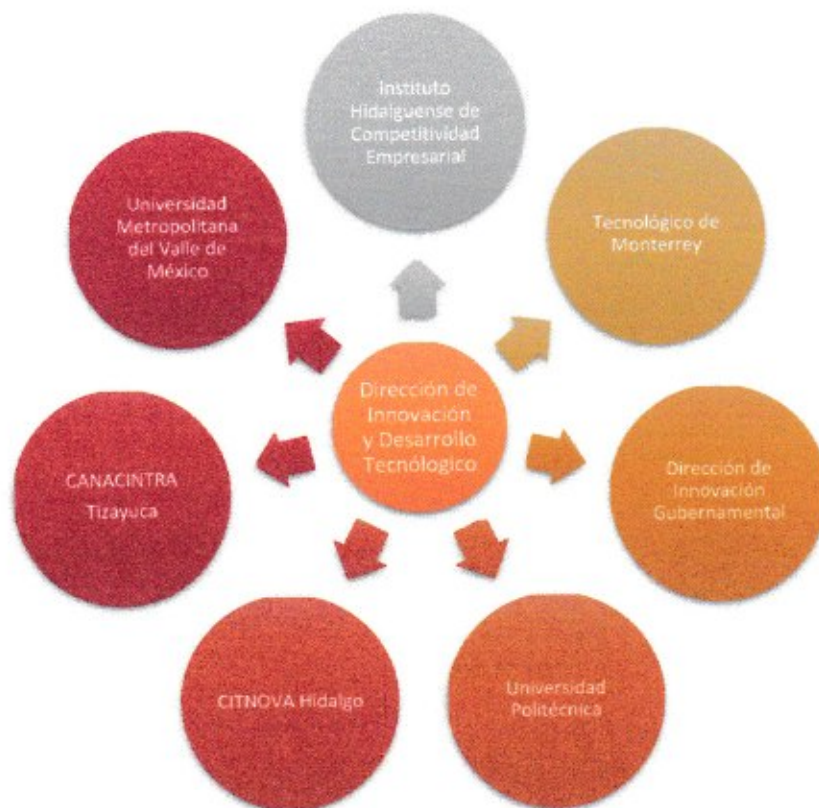 Instituto
Hidalguense de
Competitividad
Empresarial
Tecnológico de
Monterrey
Dirección de
Innovación
Gubernamental
Universidad
Politécnica
CITNOVA Hidalgo
CANACINTRA
Tizayuca
Universidad
Metropolitana
del Valle de
México
Dirección de
Innovación
y Desarrollo
Tecnólogico